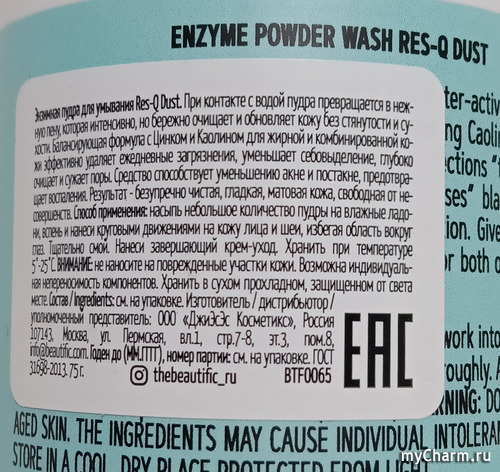 ENZYME POWDER WASH RES-Q DUST
Энзимная пудра для умывания Res-Q Dust. При контакте с водой пудра превращается в неж-
ную пену, которая интенсивно, но бережно очищает и обновляет кожу без стянутости и су-
хости. Балансирующая формула с Цинком и Каолином для жирной и комбинированной ко-
жи эффективно удаляет ежедневные загрязнения, уменьшает себовыделение, глубоко
очищает и сужает поры. Средство способствует уменьшению акне и постакне, предотвра-
щает воспаления. Результат - безупречно чистая, гладкая, матовая кожа, свободная от не-
совершенств. Способ применения: насыпь небольшое количество пудры на влажные ладо-
ни, вспень и нанеси круговыми движениями на кожу лица и шеи, избегая область вокруг
глаз. Тщательно смой. Нанеси завершающий крем-уход. Хранить при температуре
5°-25°С. ВНИМАНИЕ: не наносите на поврежденные участки кожи. Возможна индивидуаль-
ная непереносимость компонентов. Хранить в сухом прохладном, защищенном от света
месте. Состав / Ingredients: см. на упаковке. Изготовитель / дистрибьютор /
уполномоченный представитель: ООО «ДжиЭсЭс Косметикс», Россия
107143, Москва, ул. Пермская, вл.1, стр.7-8, эт.3, пом.8,
info@beautific.com. Годен до (ММ.ГГГГ), номер партии: см. на упаковке. ГОСТ
31698-2013. 75 г.
thebeautific_ru
BTF0065
EAC
ter-activ
ng Caoli
ctions "t
ses" bla
ion. Give
r both o
work into
roughly. A
RNING: DO
AGED SKIN. THE INGREDIENTS MAY CAUSE INDIVIDUAL INTOLERAN
STORE IN A COOL, DRY PLACE PROTECTED FROM LIGH
myCharm.ru